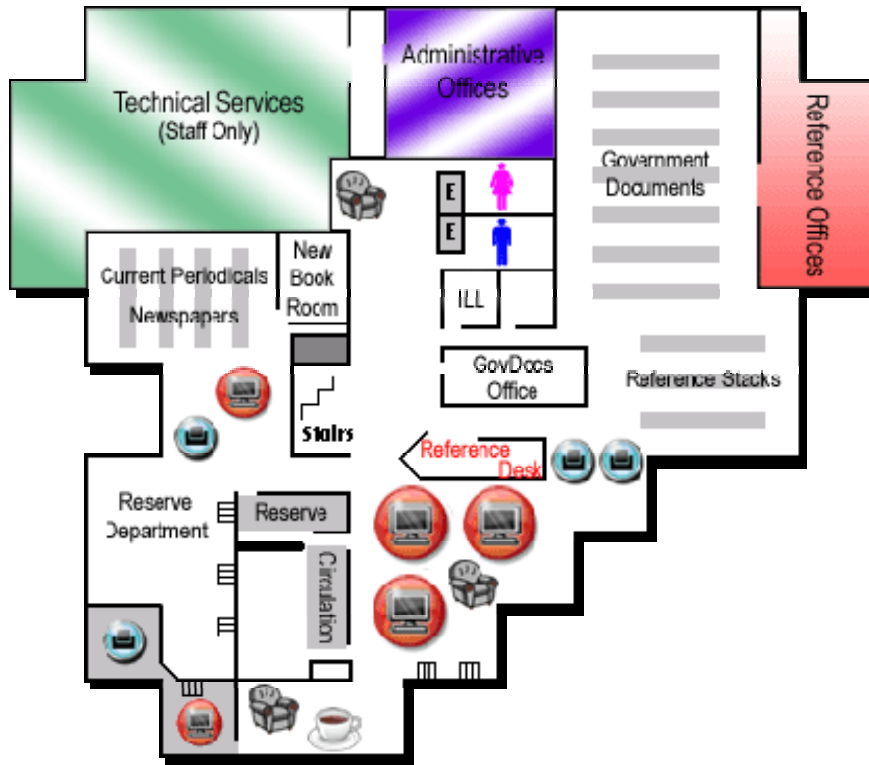 Technical Services
(Staff Only)
Administrative
Offices
Government
Documents
Reference Offices
E
E
Current Periodicals
Newspapers
New
Book
Room
ILL
GovDocs
Office
Reference Stacks
Stairs
Reference
Desk
Reserve
Department
Reserve
Circulation